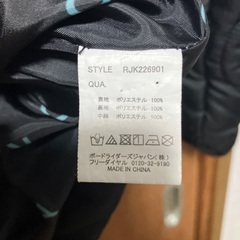 STYLE RJK226901
QUA.
表地 ポリエステル 100%
裏地 ポリエステル 100%
中綿 ポリエステル 100%
ボードライダーズジャパン(株)
フリーダイヤル 0120-32-9190
MADE IN CHINA